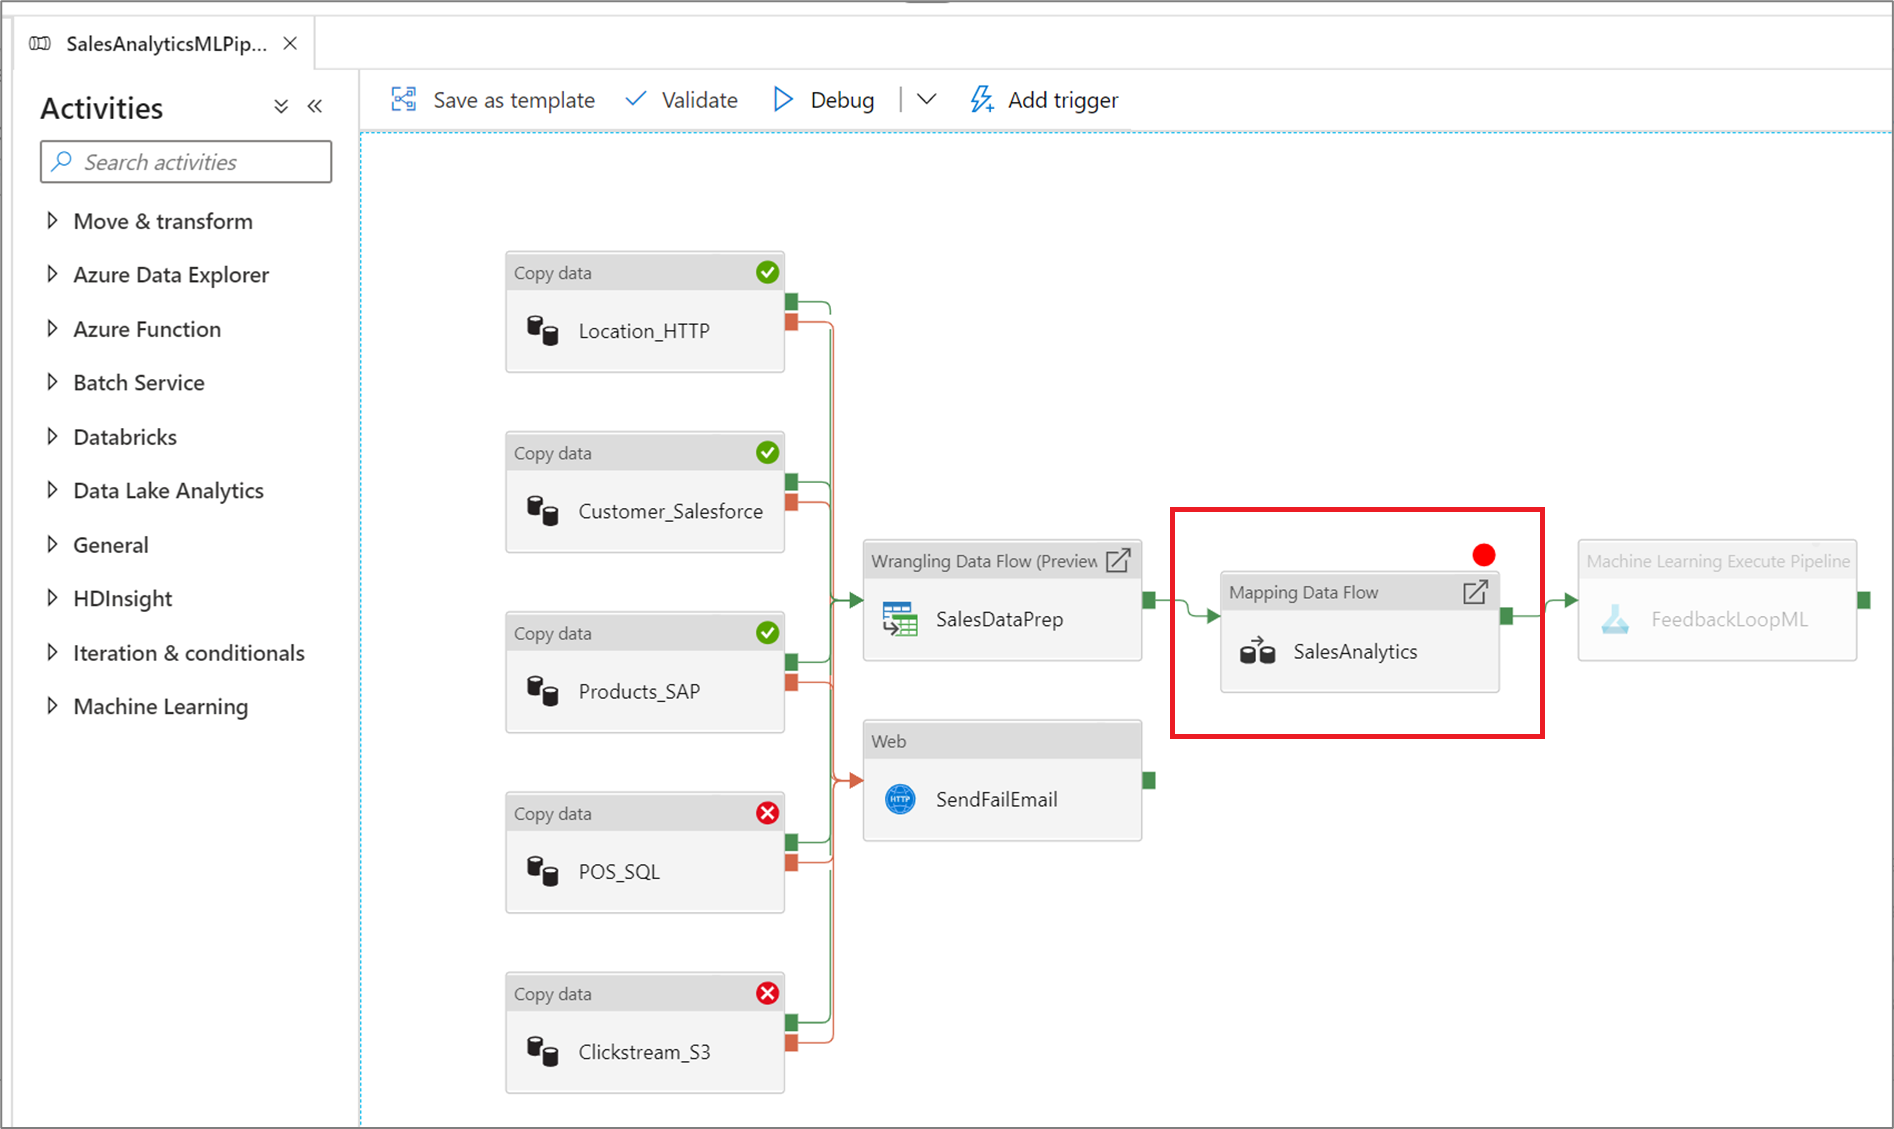 SalesAnalyticsMLPip...
Activities
Search activities
Move & transform
Azure Data Explorer
Azure Function
Batch Service
Databricks
Data Lake Analytics
General
HDInsight
Iteration & conditionals
Machine Learning
Save as template
Validate
Debug
Add trigger
Copy data
Location_HTTP
Copy data
Customer_Salesforce
Copy data
Products_SAP
Copy data
POS_SQL
Copy data
Clickstream_S3
Wrangling Data Flow (Preview
SalesDataPrep
Web
HTTP
SendFailEmail
Mapping Data Flow
SalesAnalytics
Machine Learning Execute Pipeline
FeedbackLoopML